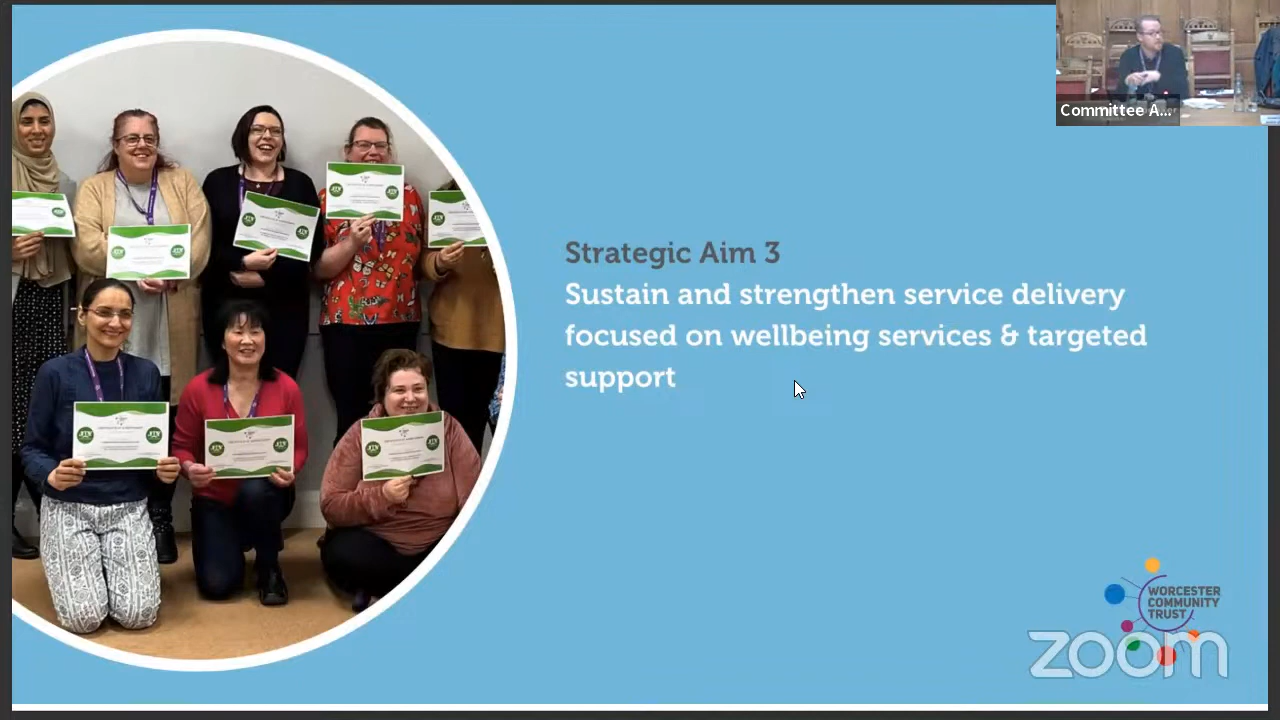 Committee A...
Strategic Aim 3
Sustain and strengthen service delivery
focused on wellbeing services & targeted
support
WORCESTER
COMMUNITY
TRUST
zoom